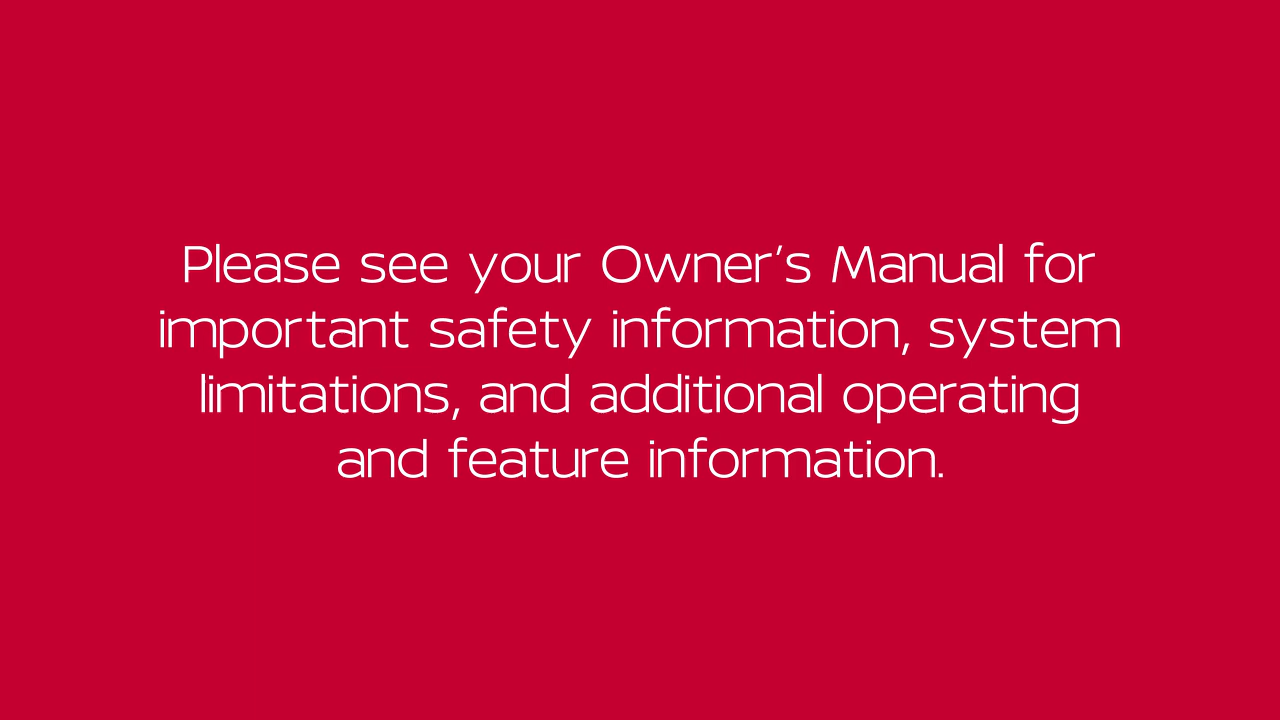 Please see your Owner’s Manual for
important safety information, system
limitations, and additional operating
and feature information.